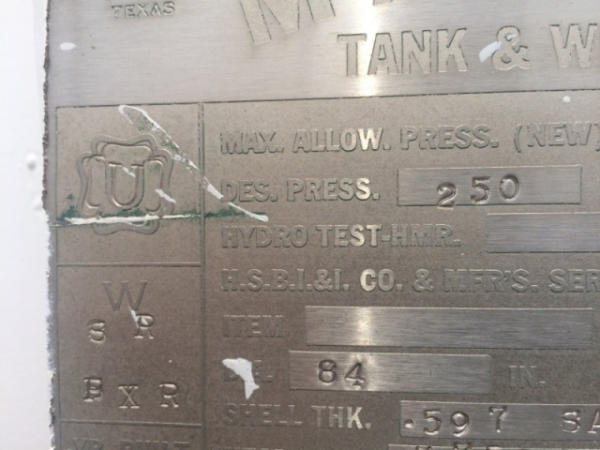 TEXAS
TANK & W
MAX. ALLOW. PRESS. (NEW)
U
DES. PRESS. 250
HYDRO TEST-HMR.
H.S.B.I.&I. CO. & MFR'S. SER
W
S R
ITEM
84 IN.
P X R
SHELL THK. .597 SA